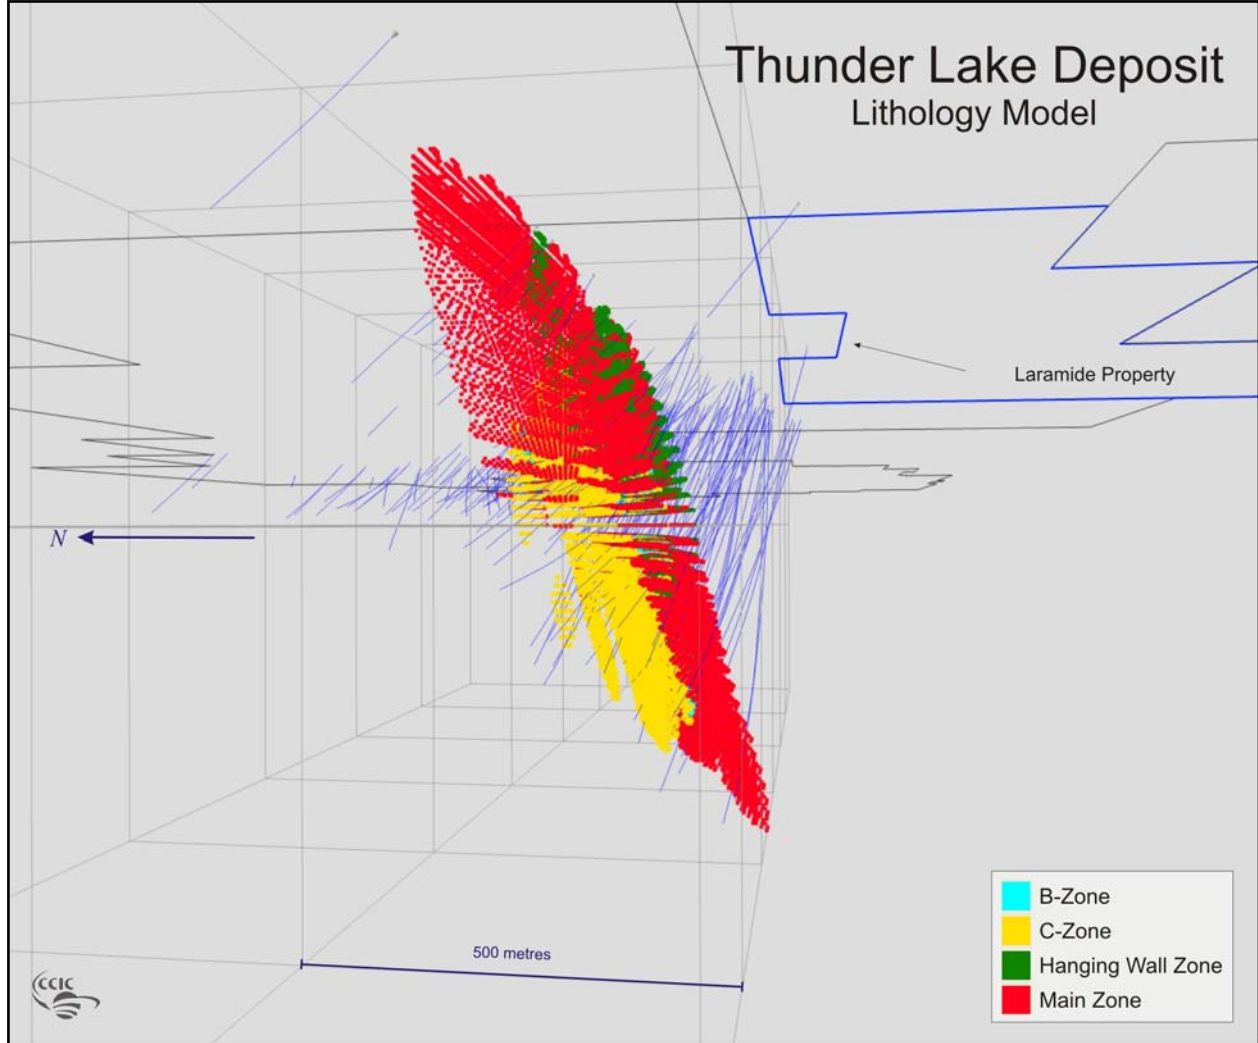 Thunder Lake Deposit
Lithology Model
Laramide Property
N
B-Zone
C-Zone
Hanging Wall Zone
Main Zone
500 metres
CCIC